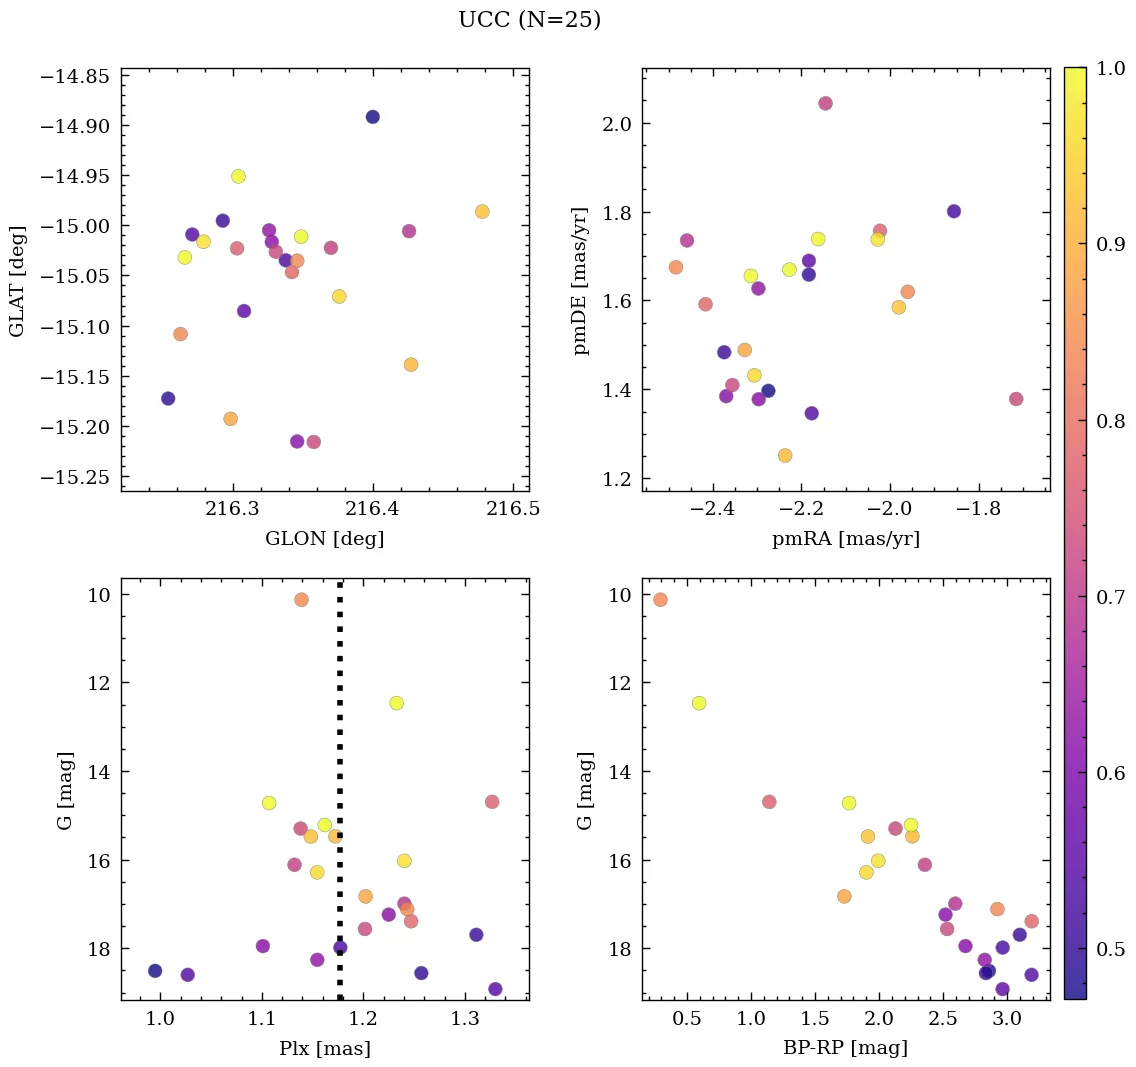 UCC (N=25)
−14.85
−14.90
−14.95
−15.00
−15.05
−15.10
−15.15
−15.20
−15.25
GLAT [deg]
216.3 216.4 216.5
GLON [deg]
2.0
1.8
1.6
1.4
1.2
pmDE [mas/yr]
−2.4 −2.2 −2.0 −1.8
pmRA [mas/yr]
10
12
14
16
18
G [mag]
1.0 1.1 1.2 1.3
Plx [mas]
10
12
14
16
18
G [mag]
0.5 1.0 1.5 2.0 2.5 3.0
BP-RP [mag]
1.0
0.9
0.8
0.7
0.6
0.5